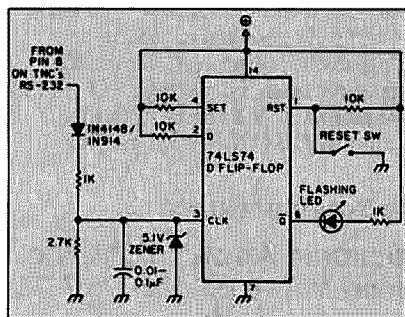 FROM
PIN 8
ON TNC's
RS-232
1N4148/
1N914
1K
2.7K
0.01-
0.1µF
5.1V
ZENER
10K
10K
4
2
3
14
SET
D
CLK
74LS74
D FLIP-FLOP
RST
Q
1
6
7
10K
RESET SW
FLASHING
LED
1K